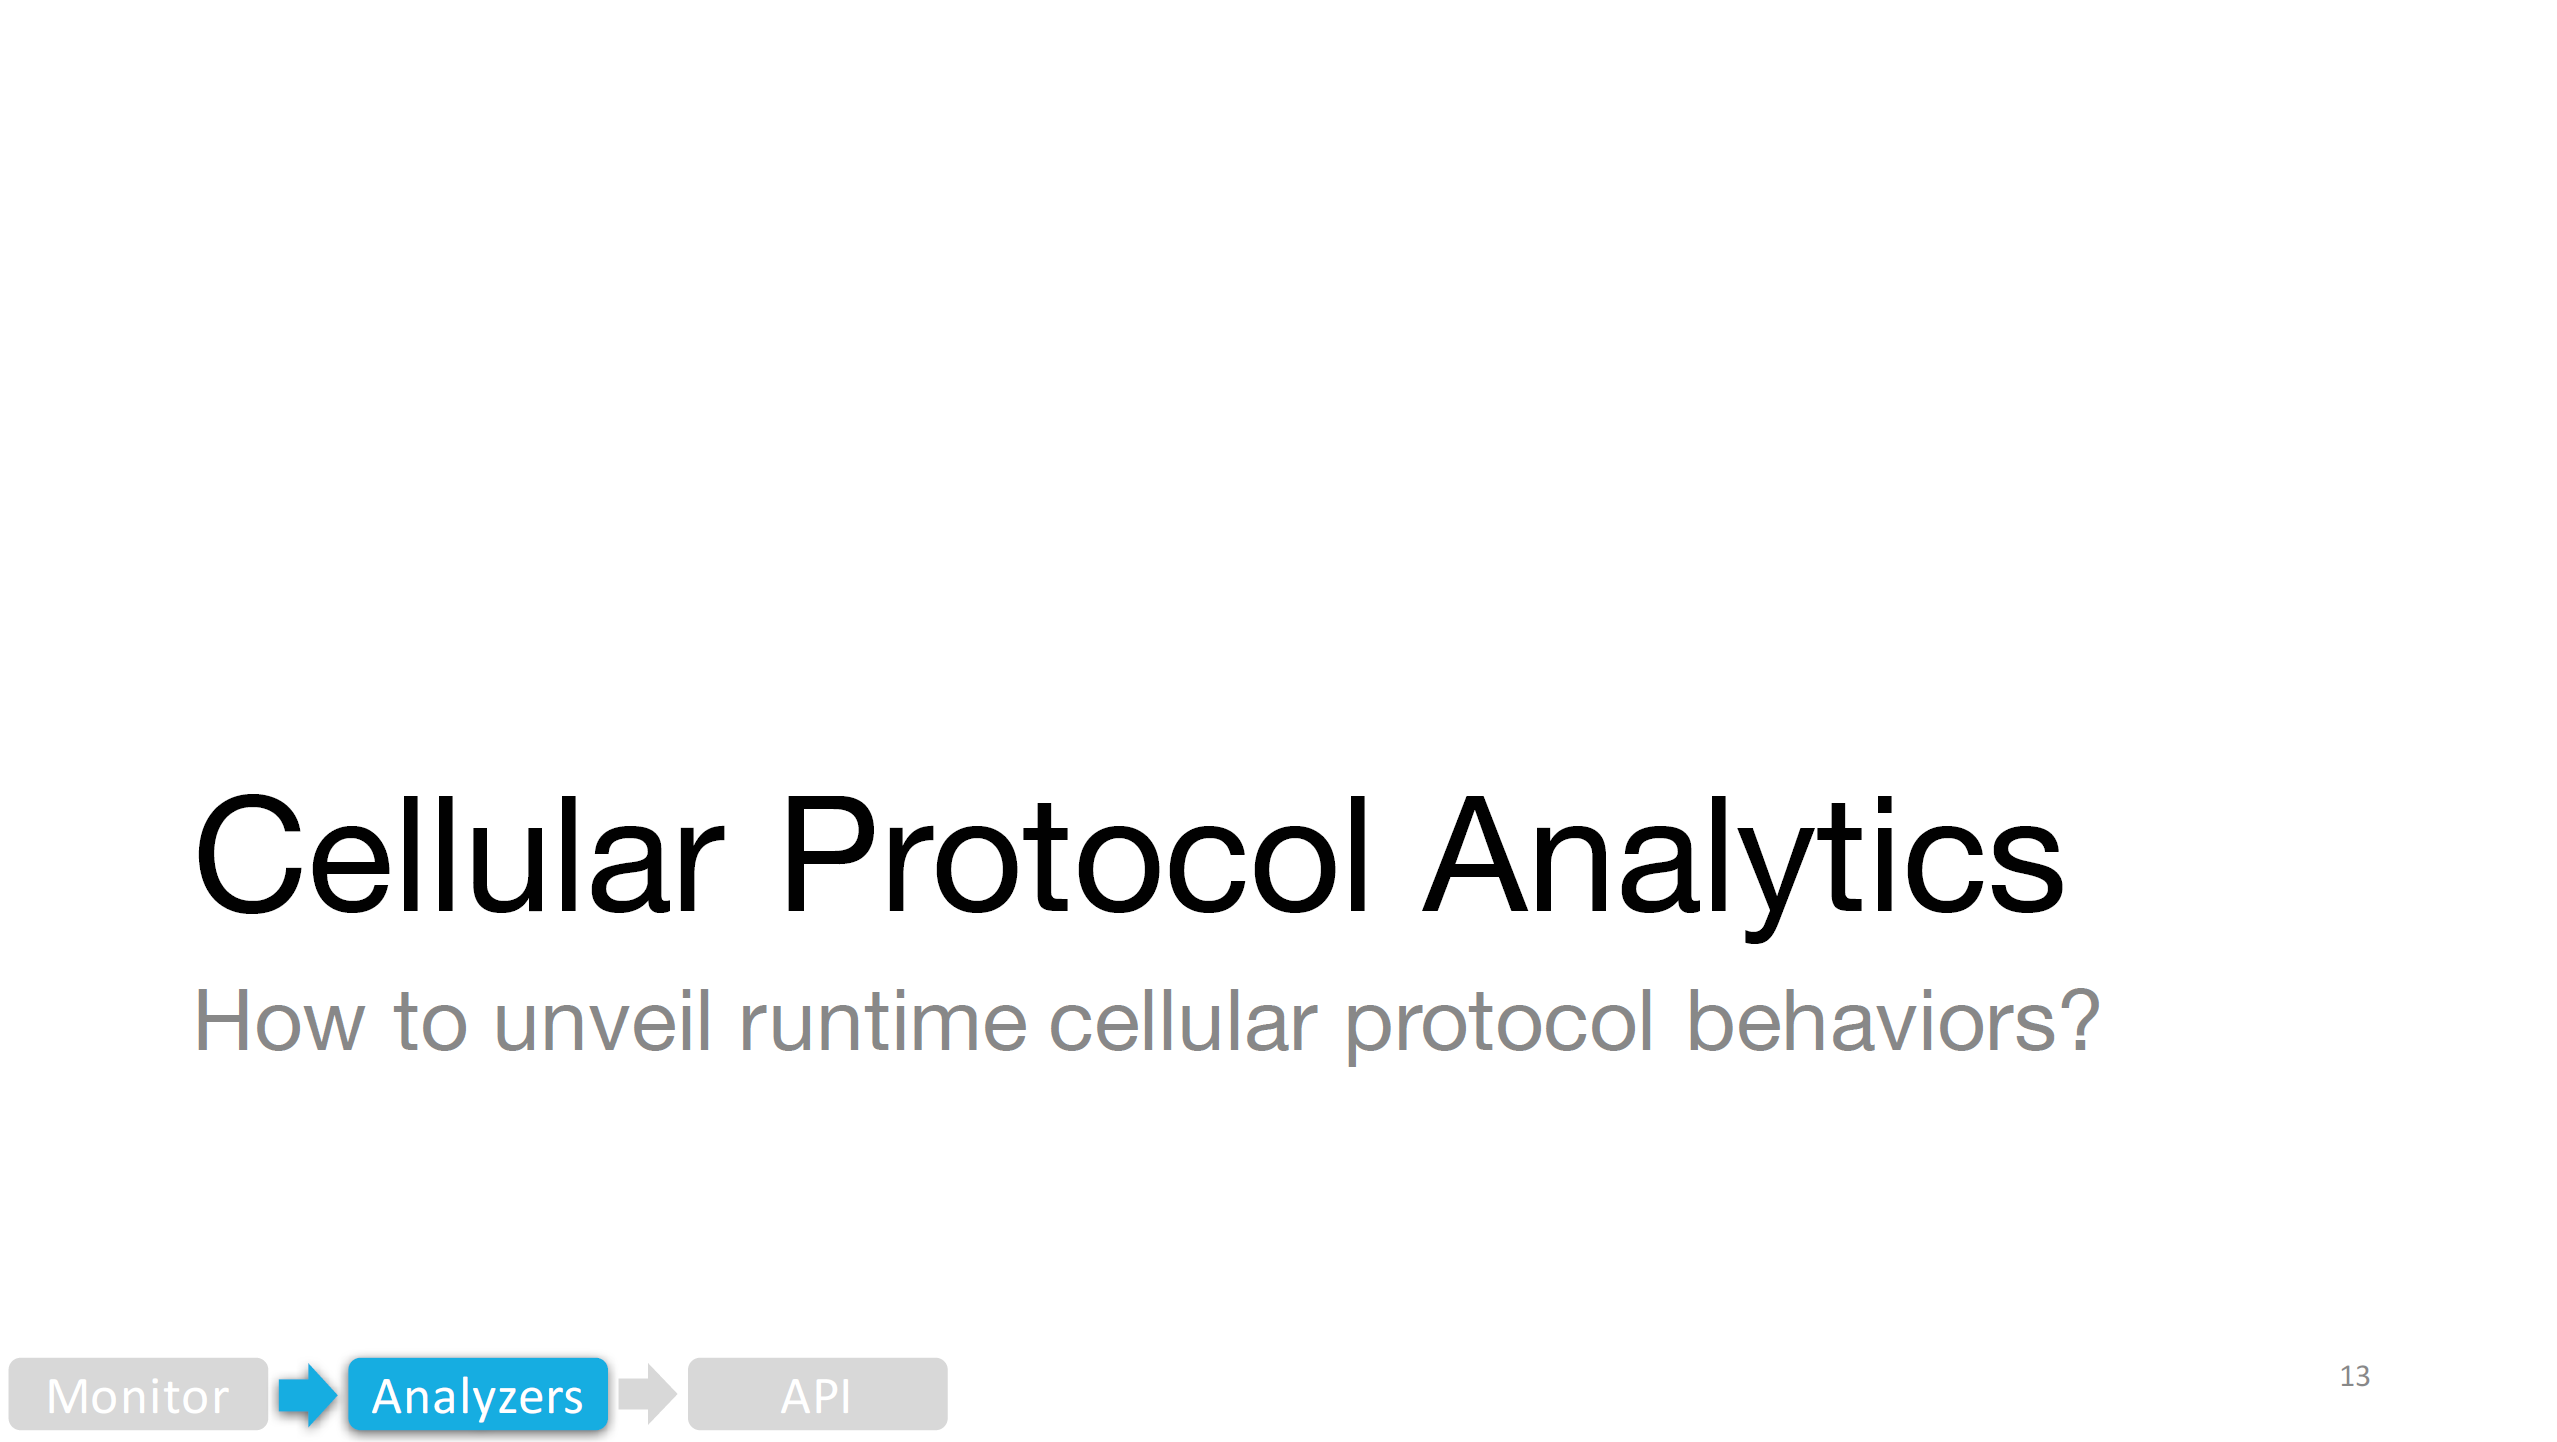 Cellular Protocol Analytics
How to unveil runtime cellular protocol behaviors?
Monitor
Analyzers
API
13